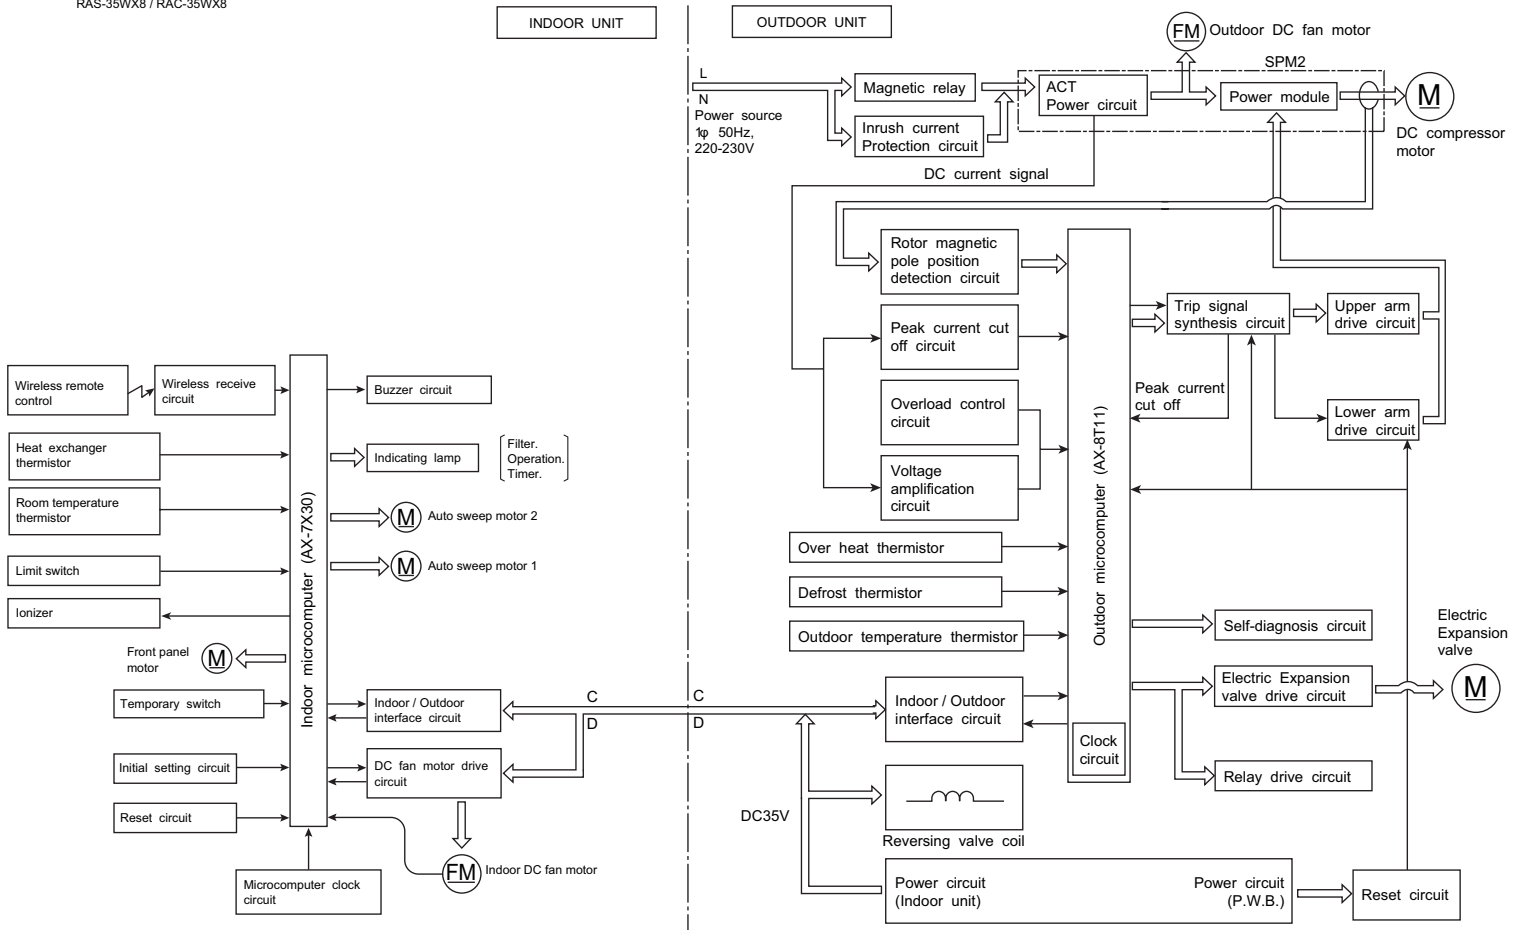 RAS-35WX8 / RAC-35WX8
INDOOR UNIT
OUTDOOR UNIT
FM
Outdoor DC fan motor
SPM2
L
N
Power source
1φ 50Hz,
220-230V
Magnetic relay
Inrush current
Protection circuit
ACT
Power circuit
Power module
M
DC compressor
motor
DC current signal
Rotor magnetic
pole position
detection circuit
Peak current cut
off circuit
Overload control
circuit
Voltage
amplification
circuit
Over heat thermistor
Defrost thermistor
Outdoor temperature thermistor
Outdoor microcomputer (AX-8T11)
Trip signal
synthesis circuit
Upper arm
drive circuit
Peak current
cut off
Lower arm
drive circuit
Self-diagnosis circuit
Electric Expansion
valve drive circuit
Electric
Expansion
valve
M
Relay drive circuit
Clock
circuit
Indoor / Outdoor
interface circuit
DC35V
Reversing valve coil
Power circuit
(Indoor unit)
Power circuit
(P.W.B.)
Reset circuit
Wireless remote
control
Wireless receive
circuit
Heat exchanger
thermistor
Room temperature
thermistor
Limit switch
Ionizer
Front panel
motor
M
Temporary switch
Initial setting circuit
Reset circuit
Microcomputer clock
circuit
Indoor microcomputer (AX-7X30)
Buzzer circuit
Indicating lamp
Filter.
Operation.
Timer.
M
Auto sweep motor 2
M
Auto sweep motor 1
Indoor / Outdoor
interface circuit
DC fan motor drive
circuit
FM
Indoor DC fan motor
C
D
C
D